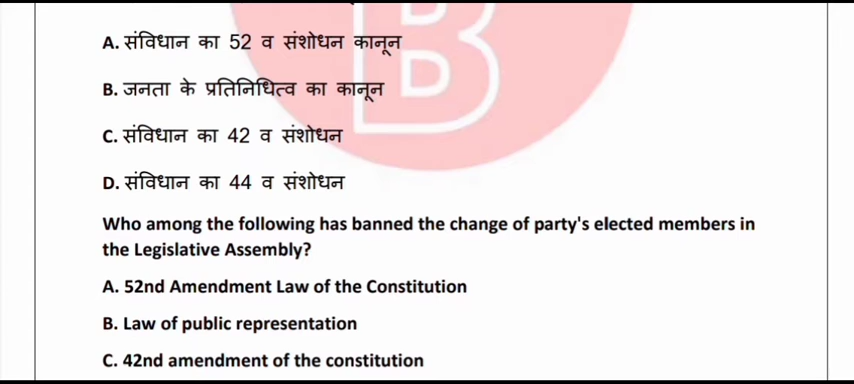 A. संविधान का 52 व संशोधन कानून
B. जनता के प्रतिनिधित्व का कानून
C. संविधान का 42 व संशोधन
D. संविधान का 44 व संशोधन
Who among the following has banned the change of party's elected members in
the Legislative Assembly?
A. 52nd Amendment Law of the Constitution
B. Law of public representation
C. 42nd amendment of the constitution